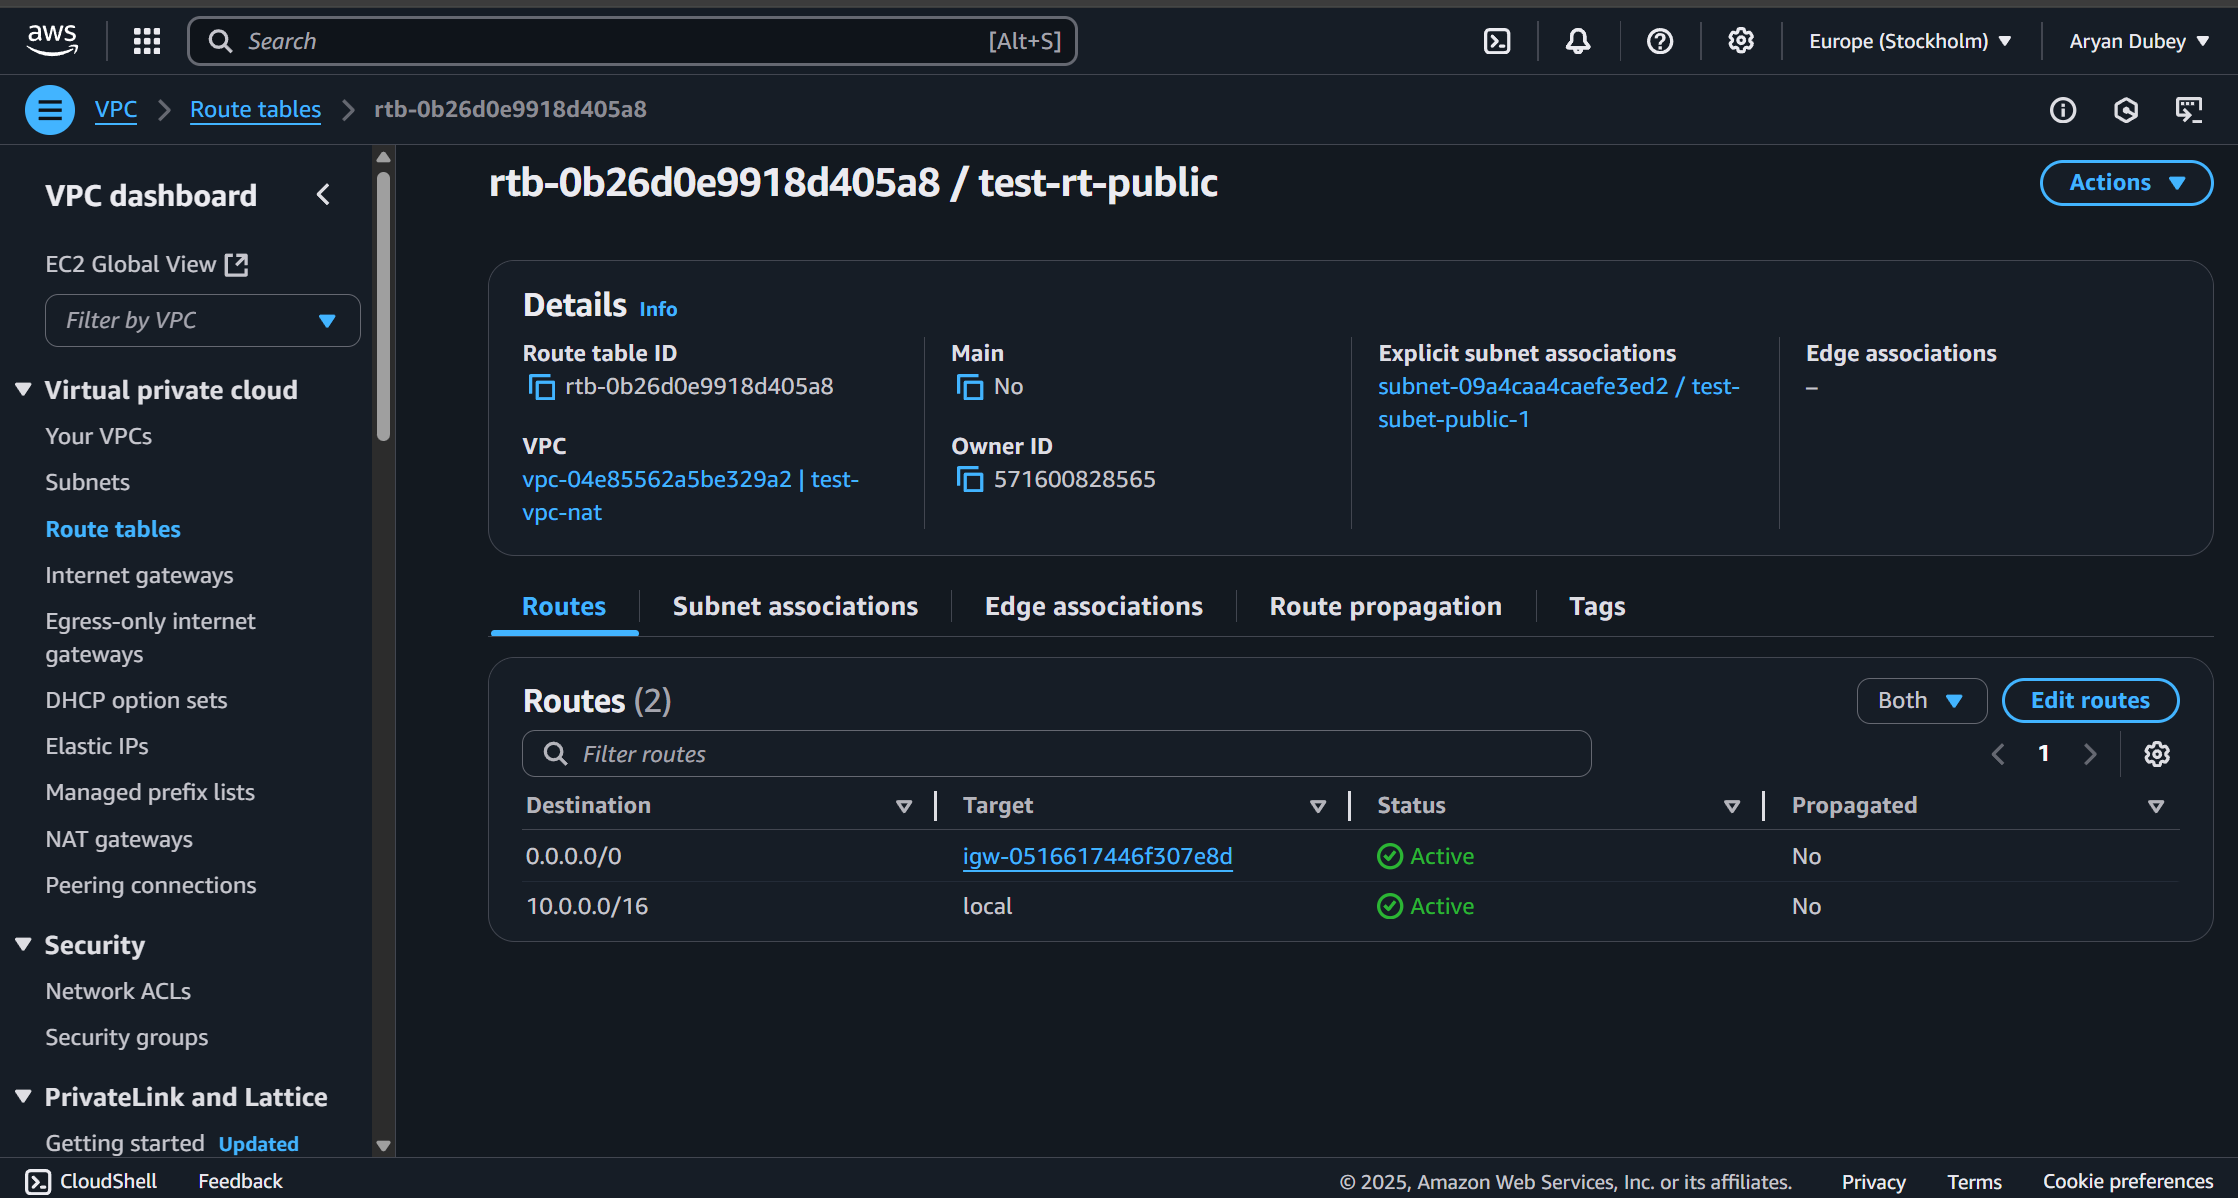 aws
Search [Alt+S]
Europe (Stockholm)
Aryan Dubey
VPC
Route tables
rtb-0b26d0e9918d405a8
VPC dashboard
EC2 Global View
Filter by VPC
Virtual private cloud
Your VPCs
Subnets
Route tables
Internet gateways
Egress-only internet
gateways
DHCP option sets
Elastic IPs
Managed prefix lists
NAT gateways
Peering connections
Security
Network ACLs
Security groups
PrivateLink and Lattice
Getting started Updated
rtb-0b26d0e9918d405a8 / test-rt-public
Actions
Details Info
Route table ID
rtb-0b26d0e9918d405a8
VPC
vpc-04e85562a5be329a2 | test-
vpc-nat
Main
No
Owner ID
571600828565
Explicit subnet associations
subnet-09a4caa4caefe3ed2 / test-
subet-public-1
Edge associations
–
Routes
Subnet associations
Edge associations
Route propagation
Tags
Routes (2)
Both
Edit routes
Filter routes
1
Destination Target Status Propagated
0.0.0.0/0 igw-0516617446f307e8d Active No
10.0.0.0/16 local Active No
CloudShell Feedback
© 2025, Amazon Web Services, Inc. or its affiliates. Privacy Terms Cookie preferences